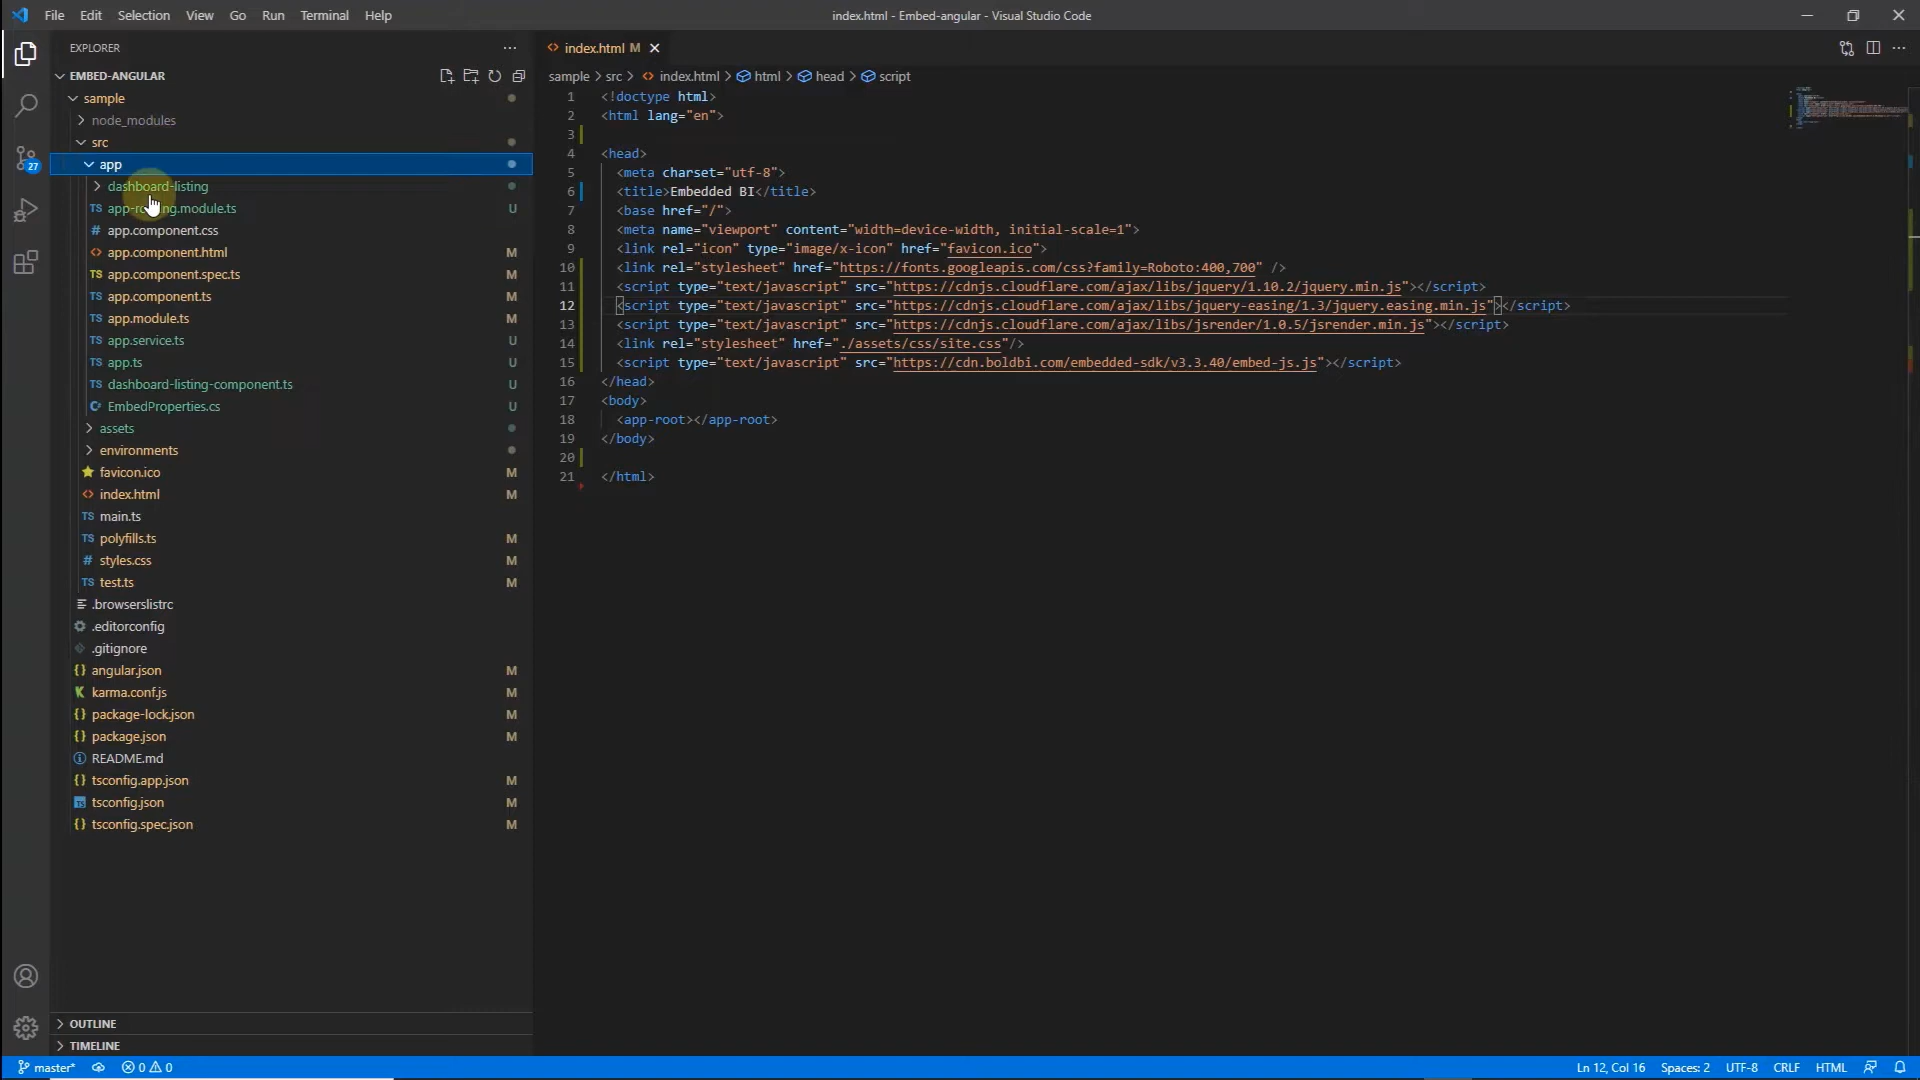 File Edit Selection View Go Run Terminal Help
index.html - Embed-angular - Visual Studio Code
EXPLORER
EMBED-ANGULAR
sample
node_modules
src
app
dashboard-listing
app-routing.module.ts U
app.component.css
app.component.html M
app.component.spec.ts M
app.component.ts M
app.module.ts M
app.service.ts U
app.ts U
dashboard-listing-component.ts U
EmbedProperties.cs U
assets
environments
favicon.ico M
index.html M
main.ts
polyfills.ts M
styles.css M
test.ts M
.browserslistrc
.editorconfig
.gitignore
angular.json M
karma.conf.js M
package-lock.json M
package.json M
README.md
tsconfig.app.json M
tsconfig.json M
tsconfig.spec.json M
OUTLINE
TIMELINE
27
index.html M
sample > src > index.html > html > head > script
1 <!doctype html>
2 <html lang="en">
3
4 <head>
5 <meta charset="utf-8">
6 <title>Embedded BI</title>
7 <base href="/">
8 <meta name="viewport" content="width=device-width, initial-scale=1">
9 <link rel="icon" type="image/x-icon" href="favicon.ico">
10 <link rel="stylesheet" href="https://fonts.googleapis.com/css?family=Roboto:400,700" />
11 <script type="text/javascript" src="https://cdnjs.cloudflare.com/ajax/libs/jquery/1.10.2/jquery.min.js"></script>
12 <script type="text/javascript" src="https://cdnjs.cloudflare.com/ajax/libs/jquery-easing/1.3/jquery.easing.min.js"></script>
13 <script type="text/javascript" src="https://cdnjs.cloudflare.com/ajax/libs/jsrender/1.0.5/jsrender.min.js"></script>
14 <link rel="stylesheet" href="./assets/css/site.css"/>
15 <script type="text/javascript" src="https://cdn.boldbi.com/embedded-sdk/v3.3.40/embed-js.js"></script>
16 </head>
17 <body>
18 <app-root></app-root>
19 </body>
20
21 </html>
master* 0 0
Ln 12, Col 16 Spaces: 2 UTF-8 CRLF HTML